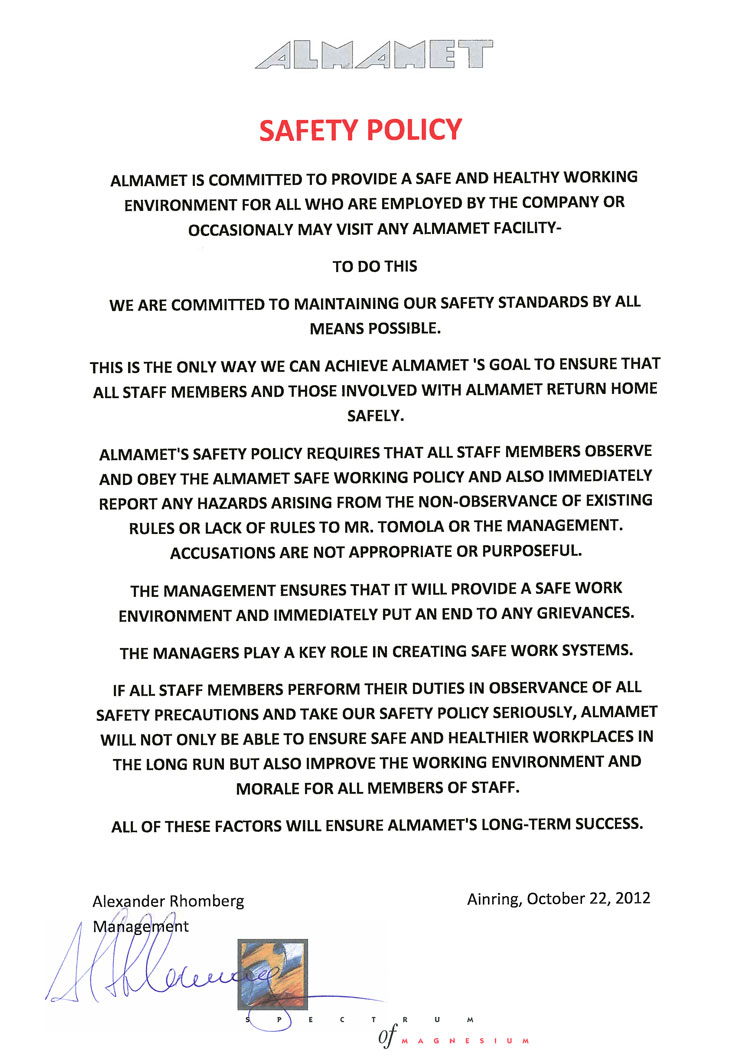 ALMAMET
SAFETY POLICY
ALMAMET IS COMMITTED TO PROVIDE A SAFE AND HEALTHY WORKING
ENVIRONMENT FOR ALL WHO ARE EMPLOYED BY THE COMPANY OR
OCCASIONALY MAY VISIT ANY ALMAMET FACILITY-
TO DO THIS
WE ARE COMMITTED TO MAINTAINING OUR SAFETY STANDARDS BY ALL
MEANS POSSIBLE.
THIS IS THE ONLY WAY WE CAN ACHIEVE ALMAMET 'S GOAL TO ENSURE THAT
ALL STAFF MEMBERS AND THOSE INVOLVED WITH ALMAMET RETURN HOME
SAFELY.
ALMAMET'S SAFETY POLICY REQUIRES THAT ALL STAFF MEMBERS OBSERVE
AND OBEY THE ALMAMET SAFE WORKING POLICY AND ALSO IMMEDIATELY
REPORT ANY HAZARDS ARISING FROM THE NON-OBSERVANCE OF EXISTING
RULES OR LACK OF RULES TO MR. TOMOLA OR THE MANAGEMENT.
ACCUSATIONS ARE NOT APPROPRIATE OR PURPOSEFUL.
THE MANAGEMENT ENSURES THAT IT WILL PROVIDE A SAFE WORK
ENVIRONMENT AND IMMEDIATELY PUT AN END TO ANY GRIEVANCES.
THE MANAGERS PLAY A KEY ROLE IN CREATING SAFE WORK SYSTEMS.
IF ALL STAFF MEMBERS PERFORM THEIR DUTIES IN OBSERVANCE OF ALL
SAFETY PRECAUTIONS AND TAKE OUR SAFETY POLICY SERIOUSLY, ALMAMET
WILL NOT ONLY BE ABLE TO ENSURE SAFE AND HEALTHIER WORKPLACES IN
THE LONG RUN BUT ALSO IMPROVE THE WORKING ENVIRONMENT AND
MORALE FOR ALL MEMBERS OF STAFF.
ALL OF THESE FACTORS WILL ENSURE ALMAMET'S LONG-TERM SUCCESS.
Alexander Rhomberg
Ainring, October 22, 2012
Management
SPECTRUM
of MAGNESIUM